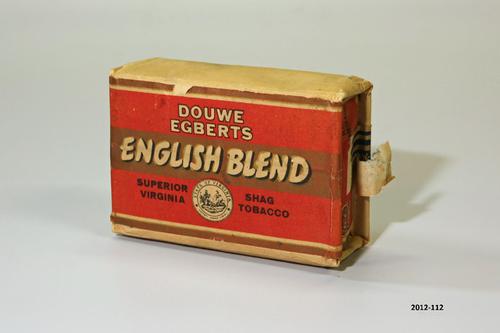 DOUWE
EGBERTS
ENGLISH BLEND
SUPERIOR
VIRGINIA
SHAG
TOBACCO
2012-112